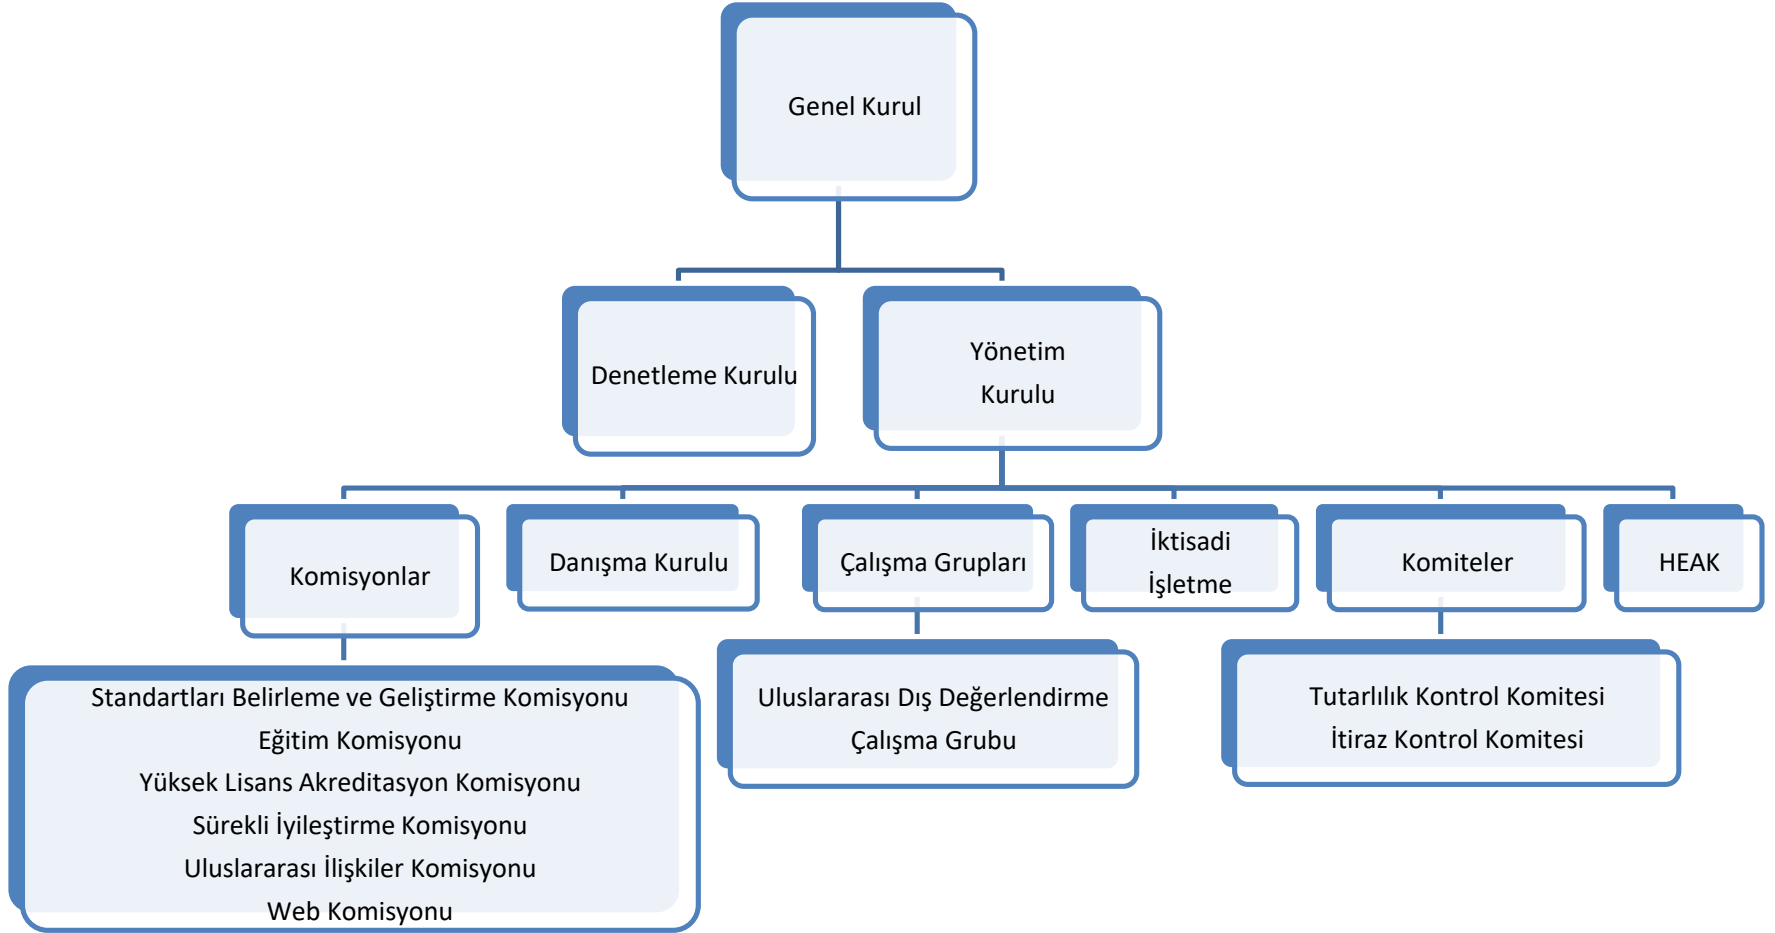 Genel Kurul
Denetleme Kurulu
Yönetim
Kurulu
Komisyonlar
Danışma Kurulu
Çalışma Grupları
İktisadi
İşletme
Komiteler
HEAK
Standartları Belirleme ve Geliştirme Komisyonu
Eğitim Komisyonu
Yüksek Lisans Akreditasyon Komisyonu
Sürekli İyileştirme Komisyonu
Uluslararası İlişkiler Komisyonu
Web Komisyonu
Uluslararası Dış Değerlendirme
Çalışma Grubu
Tutarlılık Kontrol Komitesi
İtiraz Kontrol Komitesi